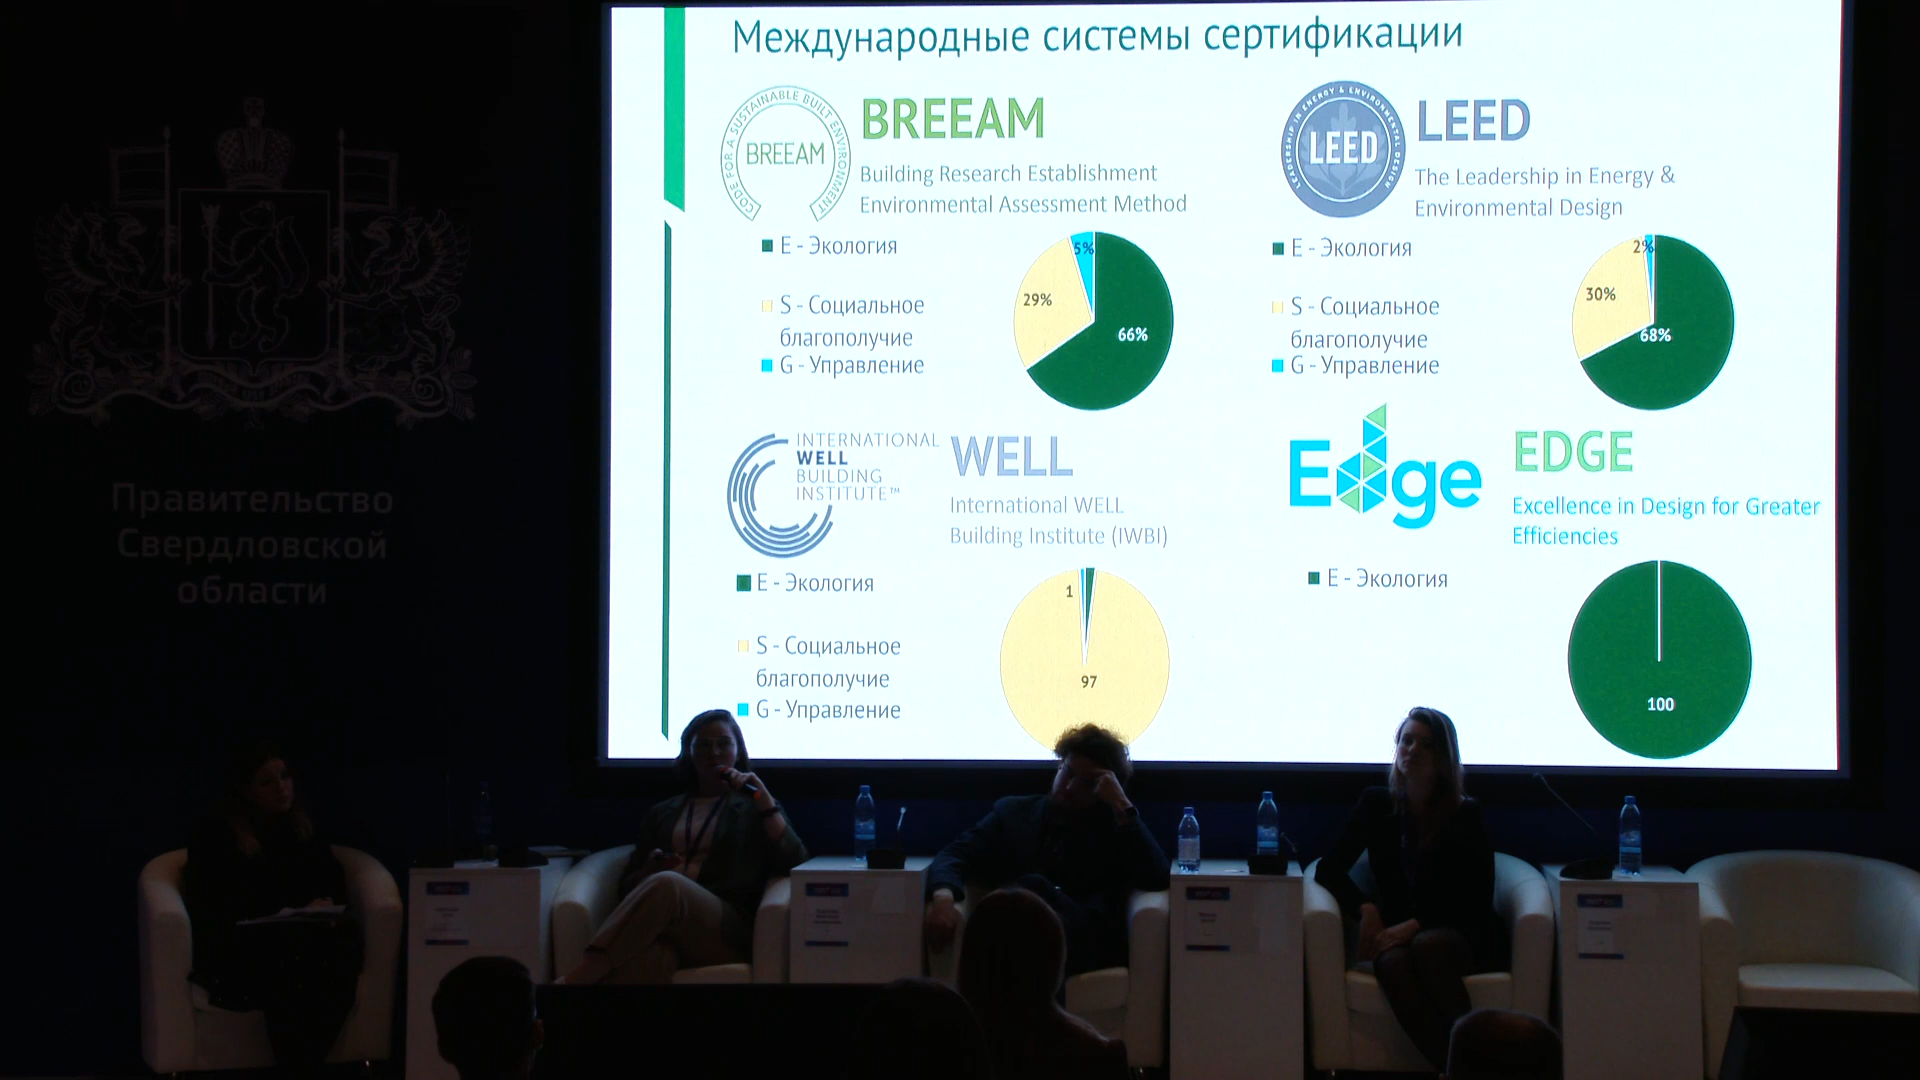 Международные системы сертификации
CODE FOR A SUSTAINABLE BUILT ENVIRONMENT
BREEAM
BREEAM
Building Research Establishment
Environmental Assessment Method
E - Экология
S - Социальное
благополучие
G - Управление
5%
29%
66%
LEADERSHIP IN ENERGY & ENVIRONMENTAL DESIGN
LEED
LEED
The Leadership in Energy &
Environmental Design
E - Экология
S - Социальное
благополучие
G - Управление
2%
30%
68%
INTERNATIONAL
WELL
BUILDING
INSTITUTE™
WELL
International WELL
Building Institute (IWBI)
E - Экология
S - Социальное
благополучие
G - Управление
1
97
Edge
EDGE
Excellence in Design for Greater
Efficiencies
E - Экология
100
Правительство
Свердловской
области